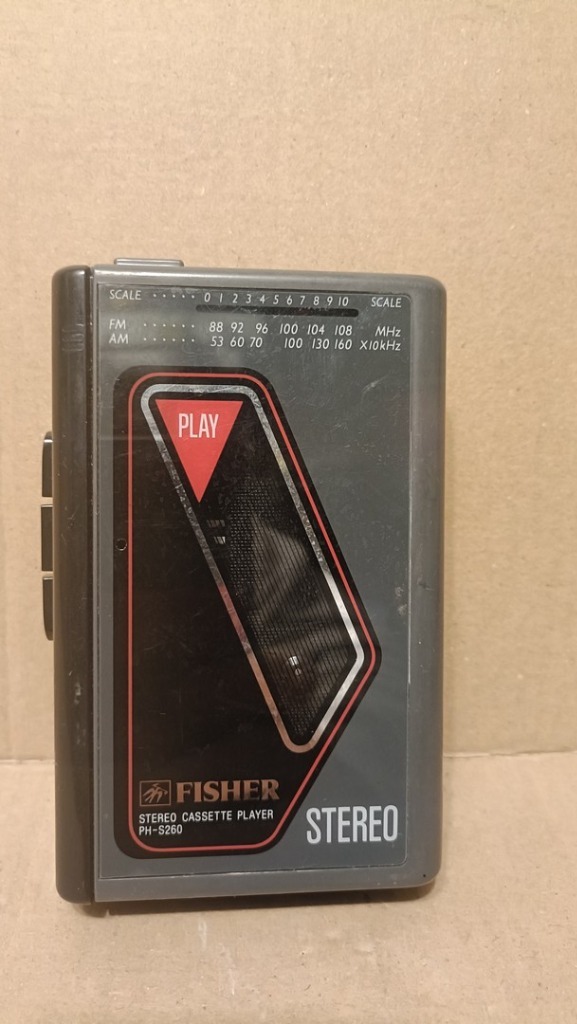 SCALE ····· 0 1 2 3 4 5 6 7 8 9 10 SCALE
FM ······ 88 92 96 100 104 108 MHz
AM ······ 53 60 70 100 130 160 X10kHz
PLAY
FISHER
STEREO CASSETTE PLAYER
PH-S260
STEREO